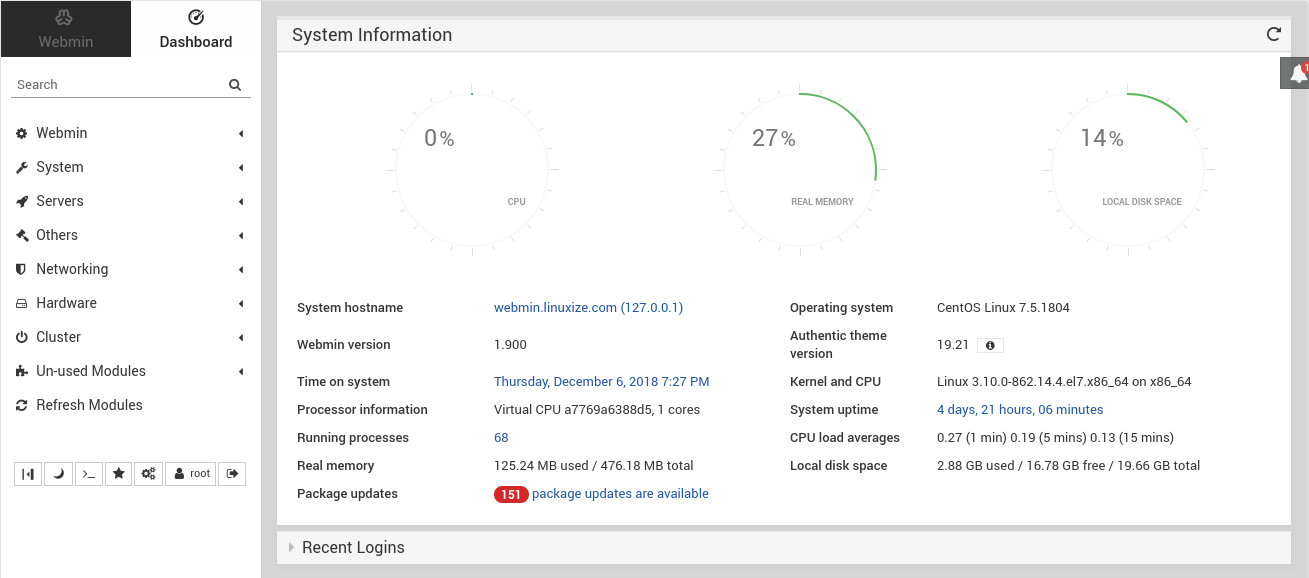 Webmin
Dashboard
Search
Webmin
System
Servers
Others
Networking
Hardware
Cluster
Un-used Modules
Refresh Modules
root
System Information
1
0%
CPU
27%
REAL MEMORY
14%
LOCAL DISK SPACE
System hostname webmin.linuxize.com (127.0.0.1) Operating system CentOS Linux 7.5.1804
Webmin version 1.900 Authentic theme version 19.21
Time on system Thursday, December 6, 2018 7:27 PM Kernel and CPU Linux 3.10.0-862.14.4.el7.x86_64 on x86_64
Processor information Virtual CPU a7769a6388d5, 1 cores System uptime 4 days, 21 hours, 06 minutes
Running processes 68 CPU load averages 0.27 (1 min) 0.19 (5 mins) 0.13 (15 mins)
Real memory 125.24 MB used / 476.18 MB total Local disk space 2.88 GB used / 16.78 GB free / 19.66 GB total
Package updates 151 package updates are available
Recent Logins